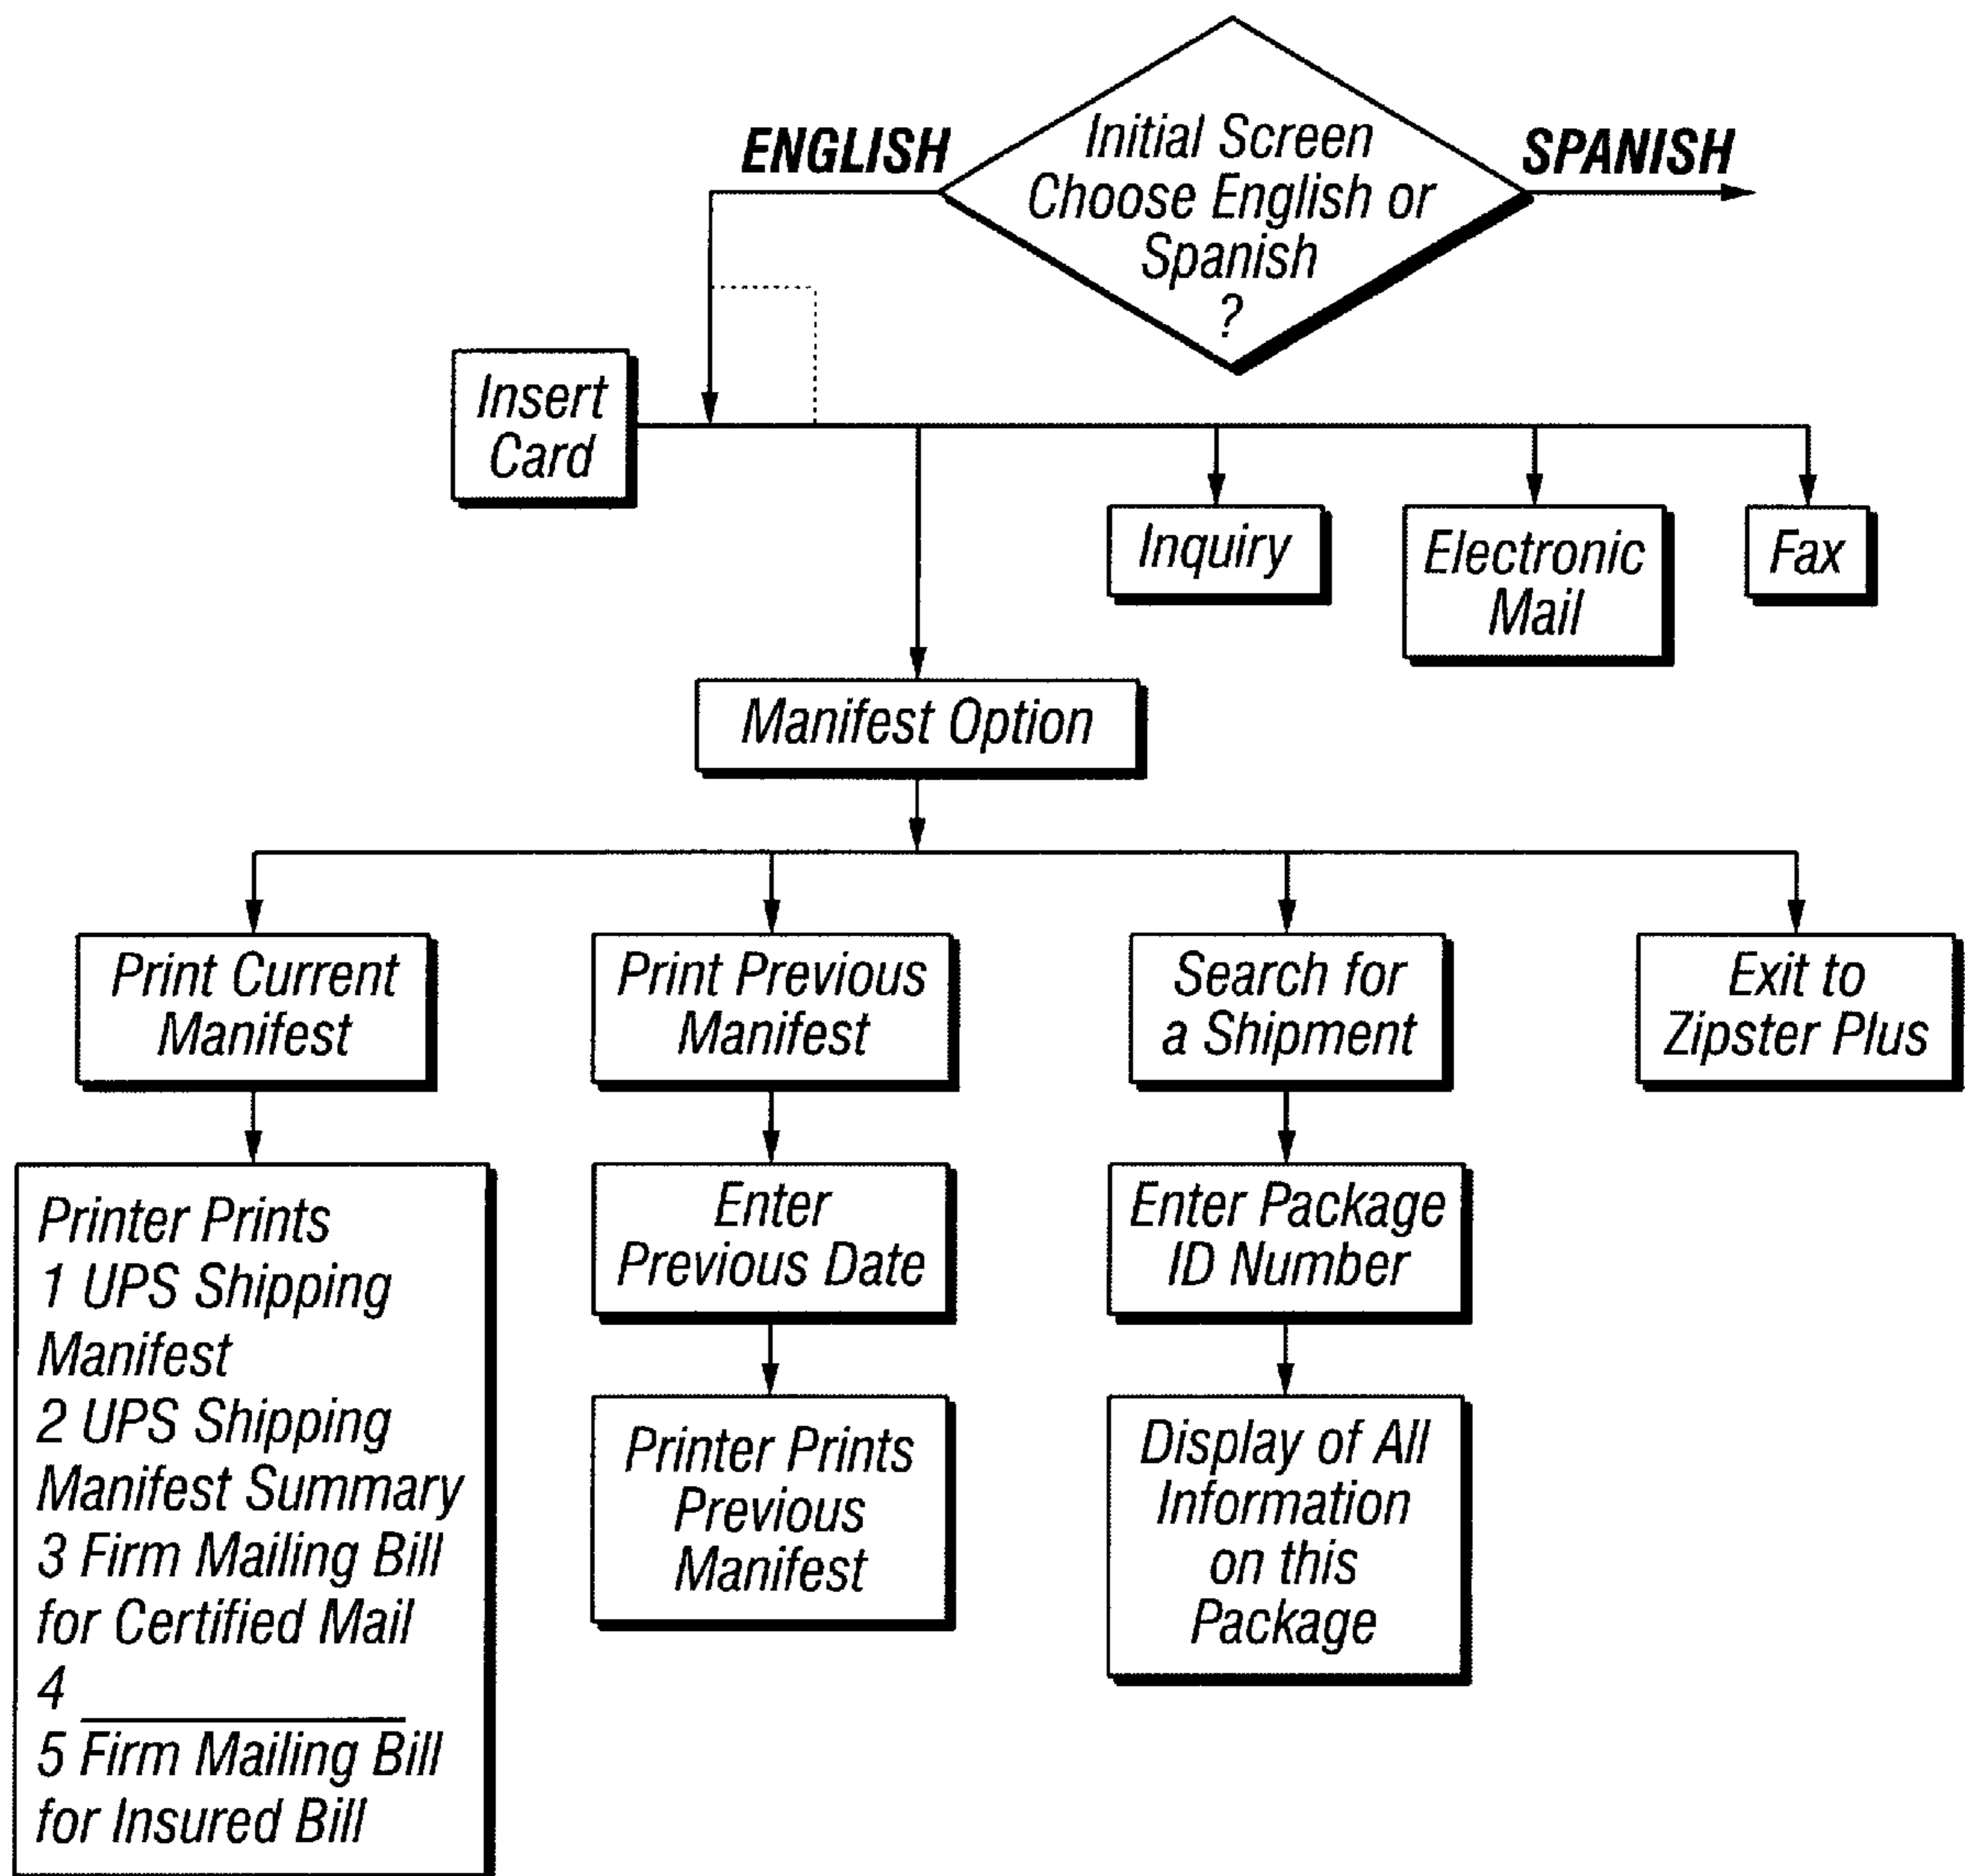 ENGLISH
SPANISH
Initial Screen
Choose English or
Spanish
?
Insert
Card
Inquiry
Electronic
Mail
Fax
Manifest Option
Print Current
Manifest
Print Previous
Manifest
Search for
a Shipment
Exit to
Zipster Plus
Printer Prints
1 UPS Shipping
Manifest
2 UPS Shipping
Manifest Summary
3 Firm Mailing Bill
for Certified Mail
4
5 Firm Mailing Bill
for Insured Bill
Enter
Previous Date
Printer Prints
Previous
Manifest
Enter Package
ID Number
Display of All
Information
on this
Package